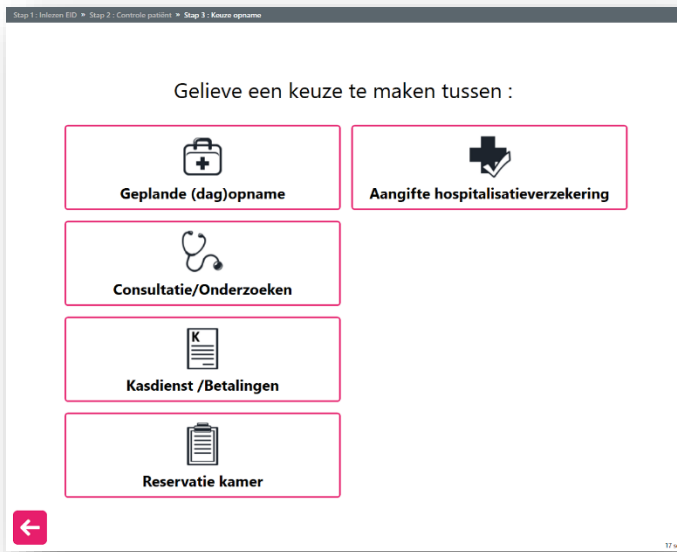 Stap 1 : Inlezen EID » Stap 2 : Controle patiënt » Stap 3 : Keuze opname
Gelieve een keuze te maken tussen :
Geplande (dag)opname
Aangifte hospitalisatieverzekering
Consultatie/Onderzoeken
K
Kasdienst /Betalingen
Reservatie kamer
17 s